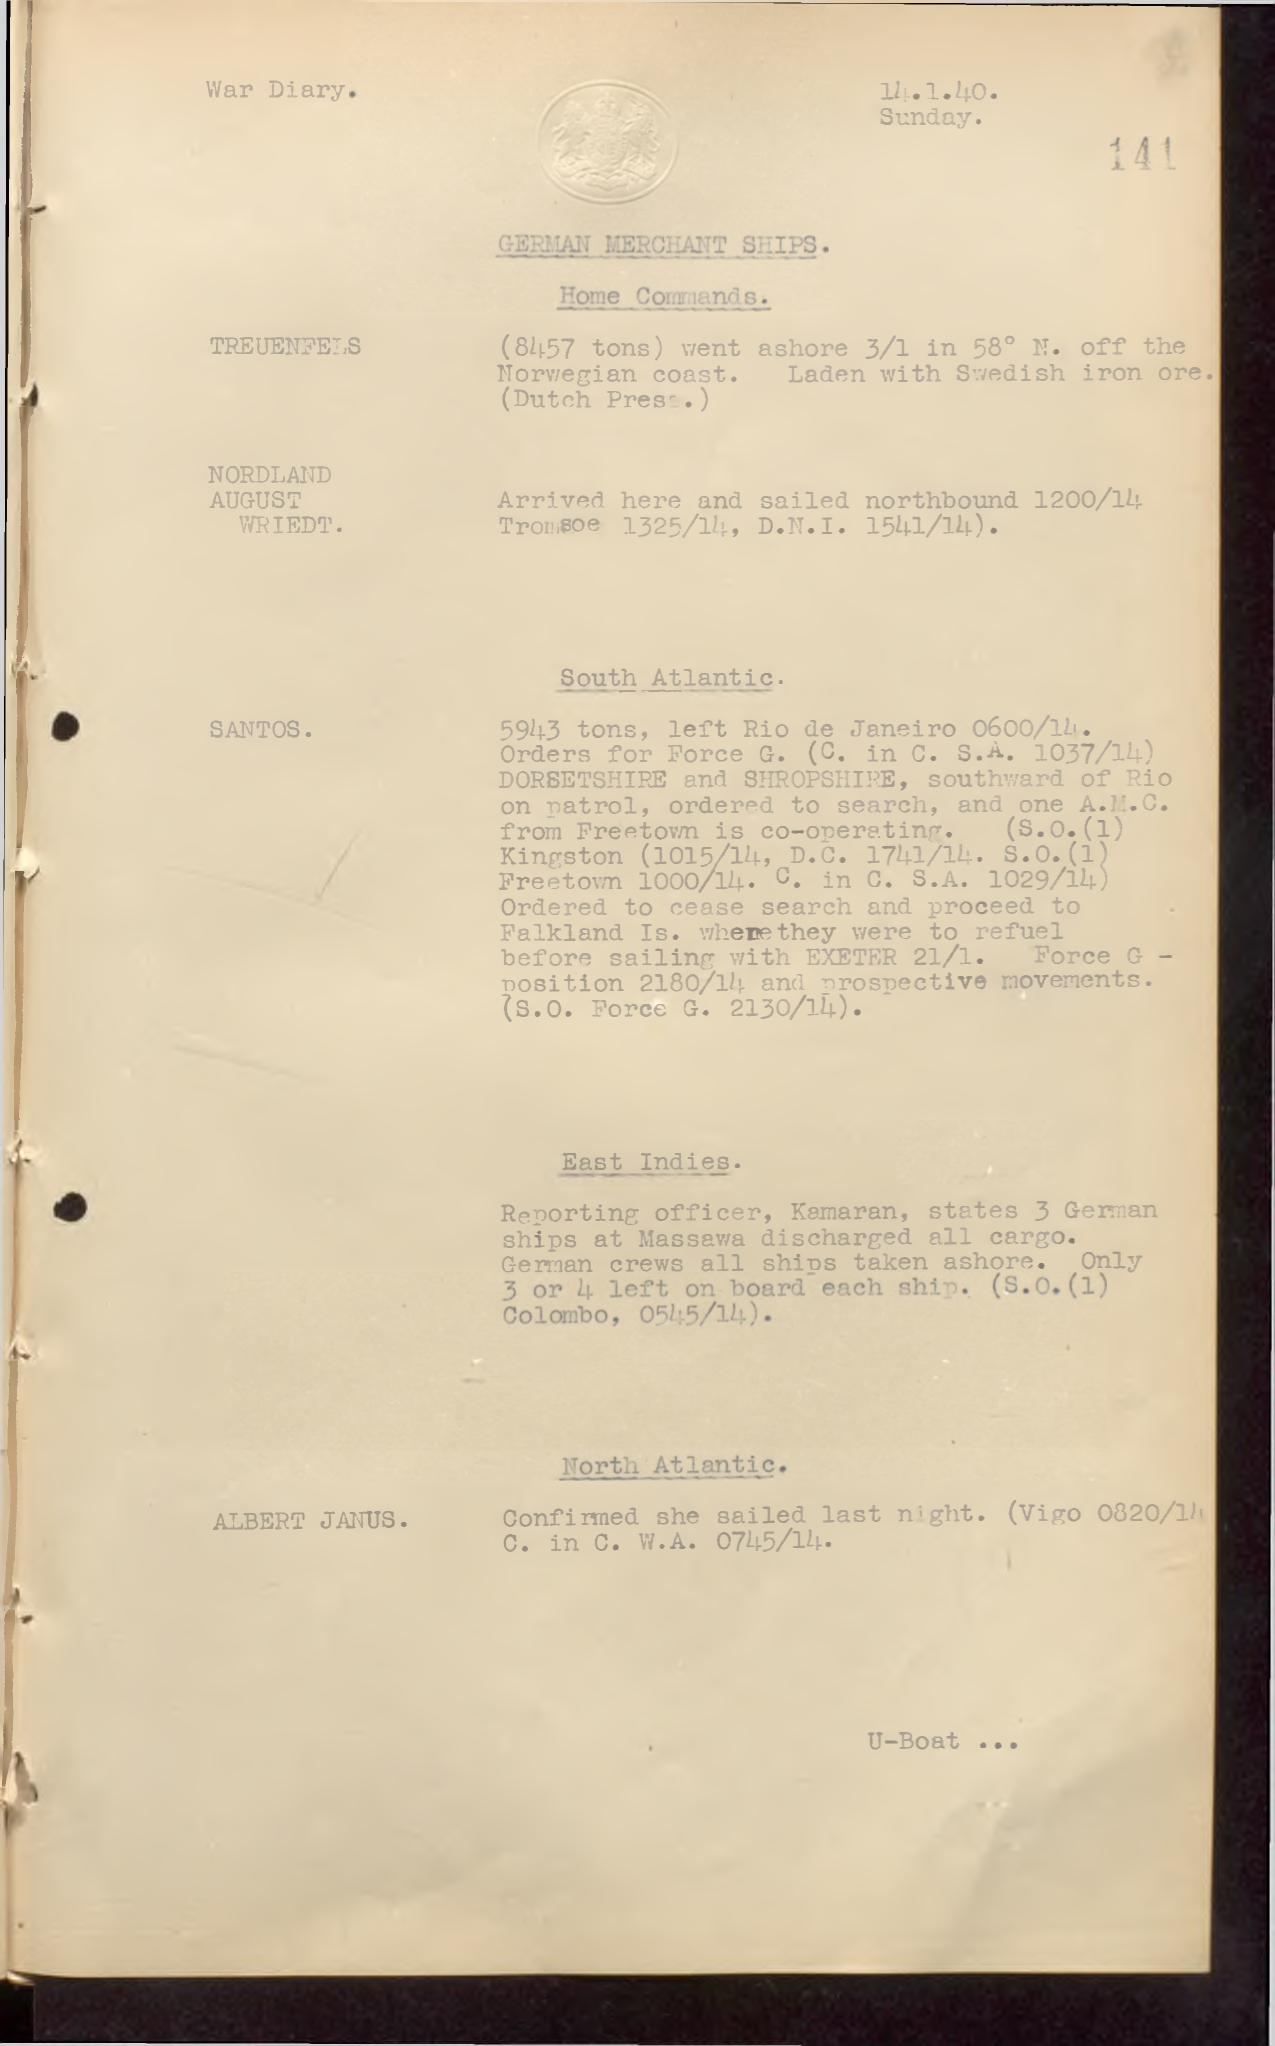 War Diary.
14.1.40.
Sunday.
141
GERMAN MERCHANT SHIPS.
Home Commands.
TREUENFELS (8457 tons) went ashore 3/1 in 58° N. off the
Norwegian coast. Laden with Swedish iron ore.
(Dutch Press.)
NORDLAND
AUGUST Arrived here and sailed northbound 1200/14
WRIEDT. Tromsoe 1325/14, D.N.I. 1541/14).
South Atlantic.
SANTOS. 5943 tons, left Rio de Janeiro 0600/14.
Orders for Force G. (C. in C. S.A. 1037/14)
DORSETSHIRE and SHROPSHIRE, southward of Rio
on patrol, ordered to search, and one A.M.C.
from Freetown is co-operating. (S.O.(1)
Kingston (1015/14, D.C. 1741/14. S.O.(1)
Freetown 1000/14. C. in C. S.A. 1029/14)
Ordered to cease search and proceed to
Falkland Is. where they were to refuel
before sailing with EXETER 21/1. Force G -
position 2180/14 and prospective movements.
(S.O. Force G. 2130/14).
East Indies.
Reporting officer, Kamaran, states 3 German
ships at Massawa discharged all cargo.
German crews all ships taken ashore. Only
3 or 4 left on board each ship. (S.O.(1)
Colombo, 0545/14).
North Atlantic.
ALBERT JANUS. Confirmed she sailed last night. (Vigo 0820/14
C. in C. W.A. 0745/14.
U-Boat ...